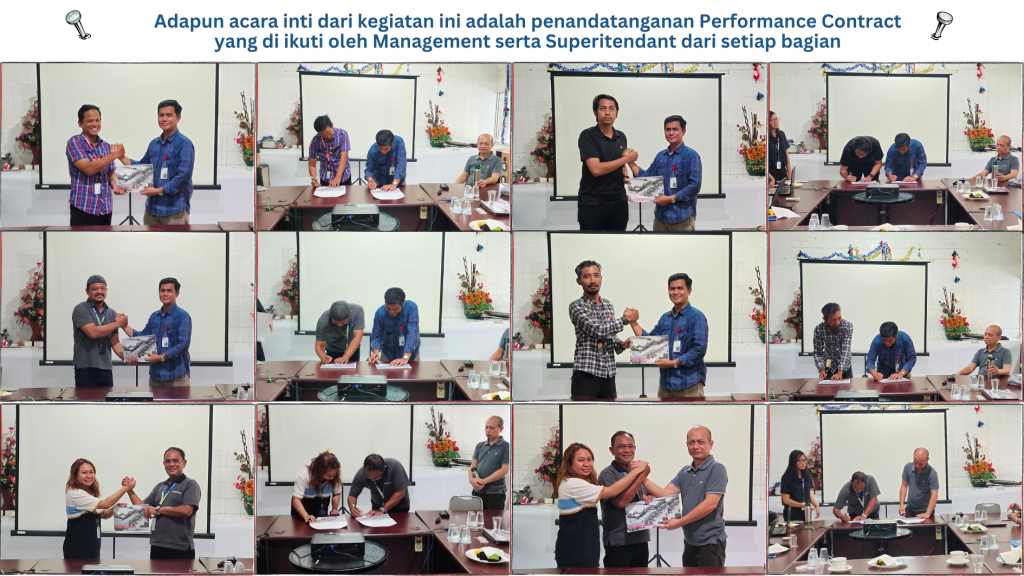 Adapun acara inti dari kegiatan ini adalah penandatanganan Performance Contract
yang di ikuti oleh Management serta Superitendant dari setiap bagian